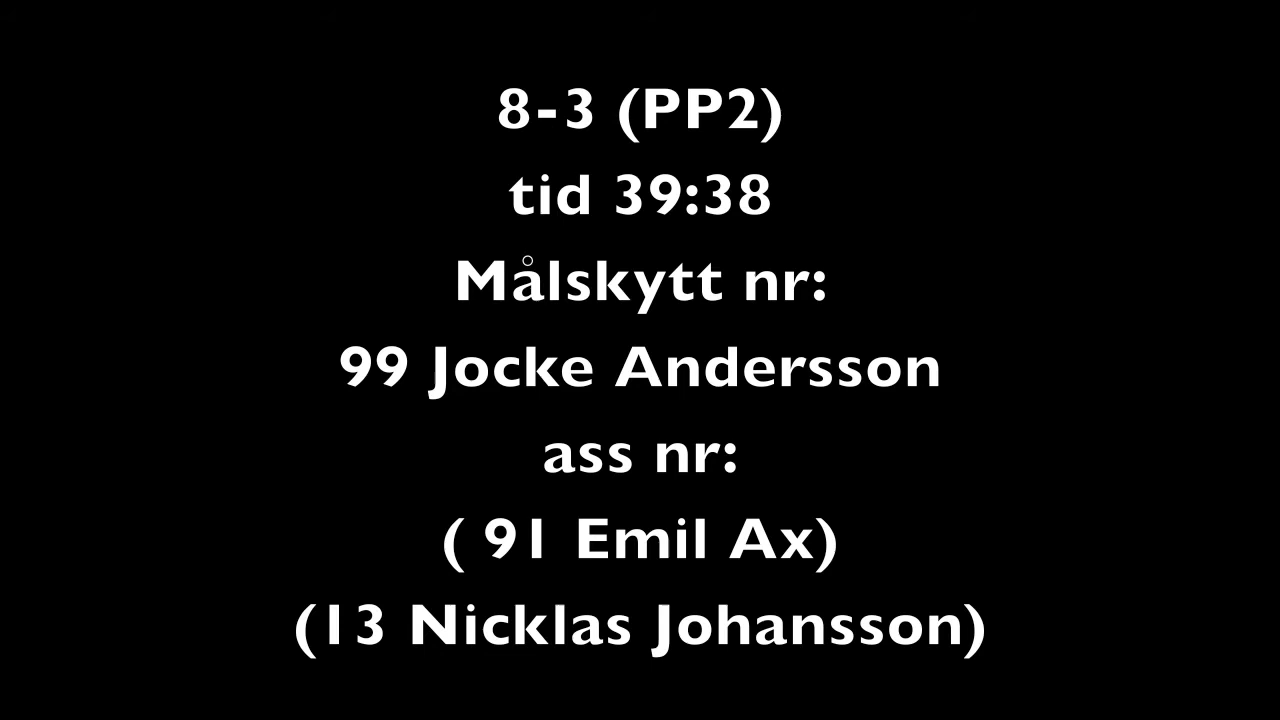 8-3 (PP2)
tid 39:38
Målskytt nr:
99 Jocke Andersson
ass nr:
( 91 Emil Ax)
(13 Nicklas Johansson)